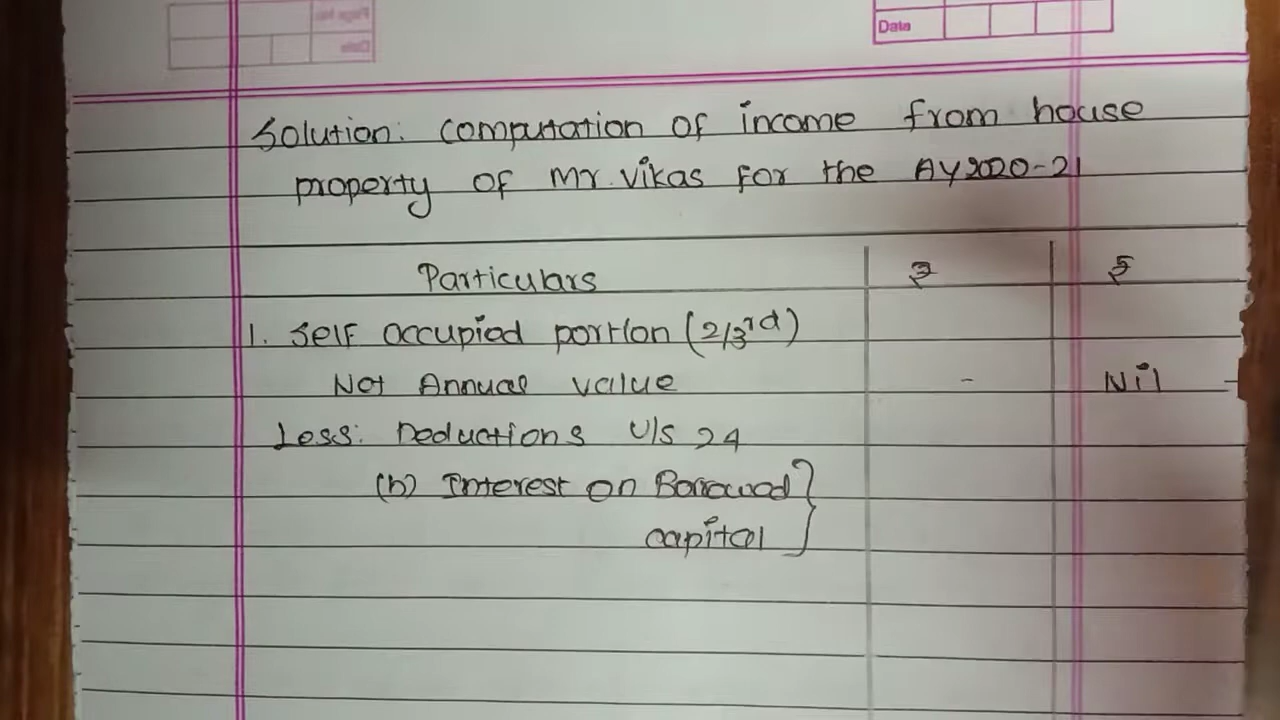 Data
Solution: computation of income from house
property of Mr. Vikas for the AY 2020-21
Particulars ₹ ₹
1. Self occupied portion (2/3rd)
Net Annual value - Nil
Less: Deductions U/S 24
(b) Interest on Borrowed
capital